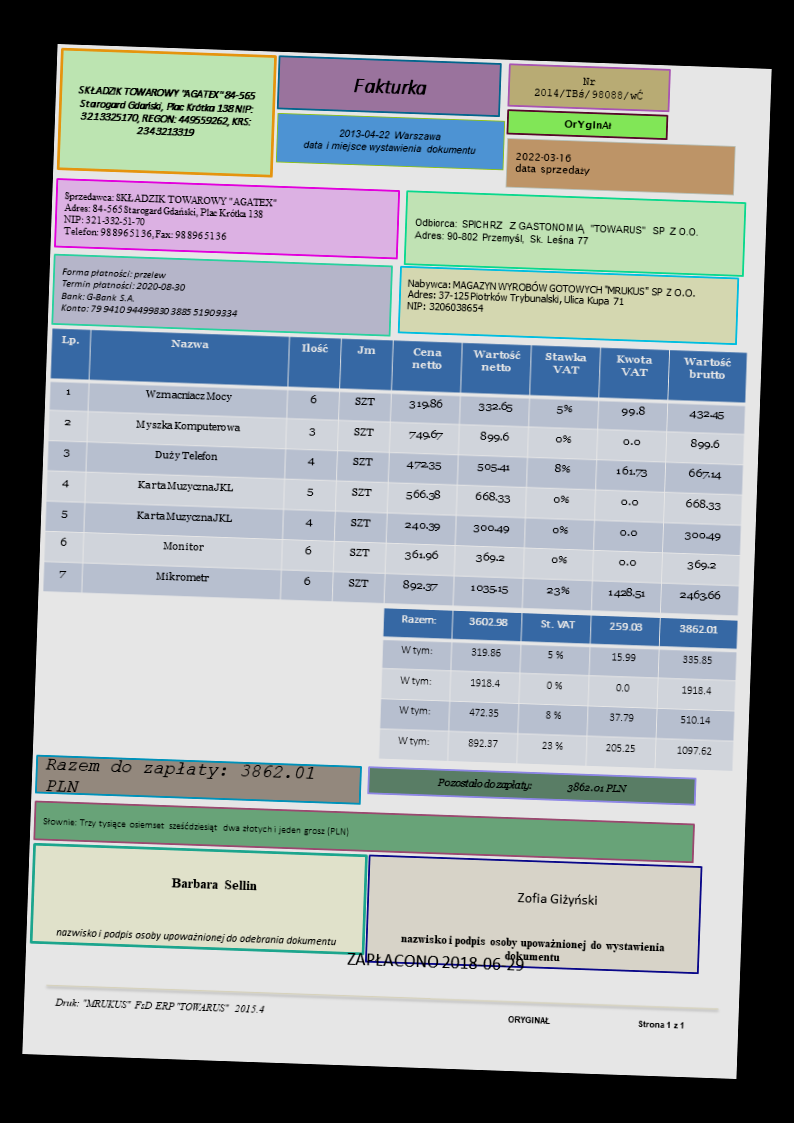 SKŁADZIK TOWAROWY "AGATEX" 84-565
Starogard Gdański, Plac Krótka 138 NIP:
3213325170, REGON: 449559262, KRS:
2343213319
Fakturka
2013-04-22 Warszawa
data i miejsce wystawienia dokumentu
Nr
2014/TBś/98088/wĆ
OrYgInAł
2022-03-16
data sprzedaży
Sprzedawca: SKŁADZIK TOWAROWY "AGATEX"
Adres: 84-565 Starogard Gdański, Plac Krótka 138
NIP: 321-332-51-70
Telefon: 988965136, Fax: 988965136
Odbiorca: SPICHRZ Z GASTONOMIĄ "TOWARUS" SP Z O.O.
Adres: 90-802 Przemyśl, Sk. Leśna 77
Forma płatności: przelew
Termin płatności: 2020-08-30
Bank: G-Bank S.A.
Konto: 79 9410 94499830 3885 51909334
Nabywca: MAGAZYN WYROBÓW GOTOWYCH "MRUKUS" SP Z O.O.
Adres: 37-125 Piotrków Trybunalski, Ulica Kupa 71
NIP: 3206038654
Lp. Nazwa Ilość Jm Cena netto Wartość netto Stawka VAT Kwota VAT Wartość brutto
1 Wzmacniacz Mocy 6 SZT 319.86 332.65 5% 99.8 432.45
2 Myszka Komputerowa 3 SZT 749.67 899.6 0% 0.0 899.6
3 Duży Telefon 4 SZT 472.35 505.41 8% 161.73 667.14
4 Karta Muzyczna JKL 5 SZT 566.38 668.33 0% 0.0 668.33
5 Karta Muzyczna JKL 4 SZT 240.39 300.49 0% 0.0 300.49
6 Monitor 6 SZT 361.96 369.2 0% 0.0 369.2
7 Mikrometr 6 SZT 892.37 1035.15 23% 1428.51 2463.66
Razem: 3602.98 St. VAT 259.03 3862.01
W tym: 319.86 5 % 15.99 335.85
W tym: 1918.4 0 % 0.0 1918.4
W tym: 472.35 8 % 37.79 510.14
W tym: 892.37 23 % 205.25 1097.62
Razem do zapłaty: 3862.01
PLN
Pozostało do zapłaty: 3862.01 PLN
Słownie: Trzy tysiące osiemset sześćdziesiąt dwa złotych i jeden grosz (PLN)
Barbara Sellin
nazwisko i podpis osoby upoważnionej do odebrania dokumentu
Zofia Giżyński
nazwisko i podpis osoby upoważnionej do wystawienia
dokumentu
ZAPŁACONO 2018-06-29
Druk: "MRUKUS" FsD ERP "TOWARUS" 2015.4
ORYGINAŁ
Strona 1 z 1